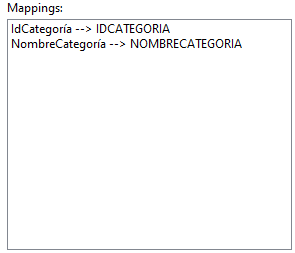 Mappings:
IdCategoría --> IDCATEGORIA
NombreCategoría --> NOMBRECATEGORIA